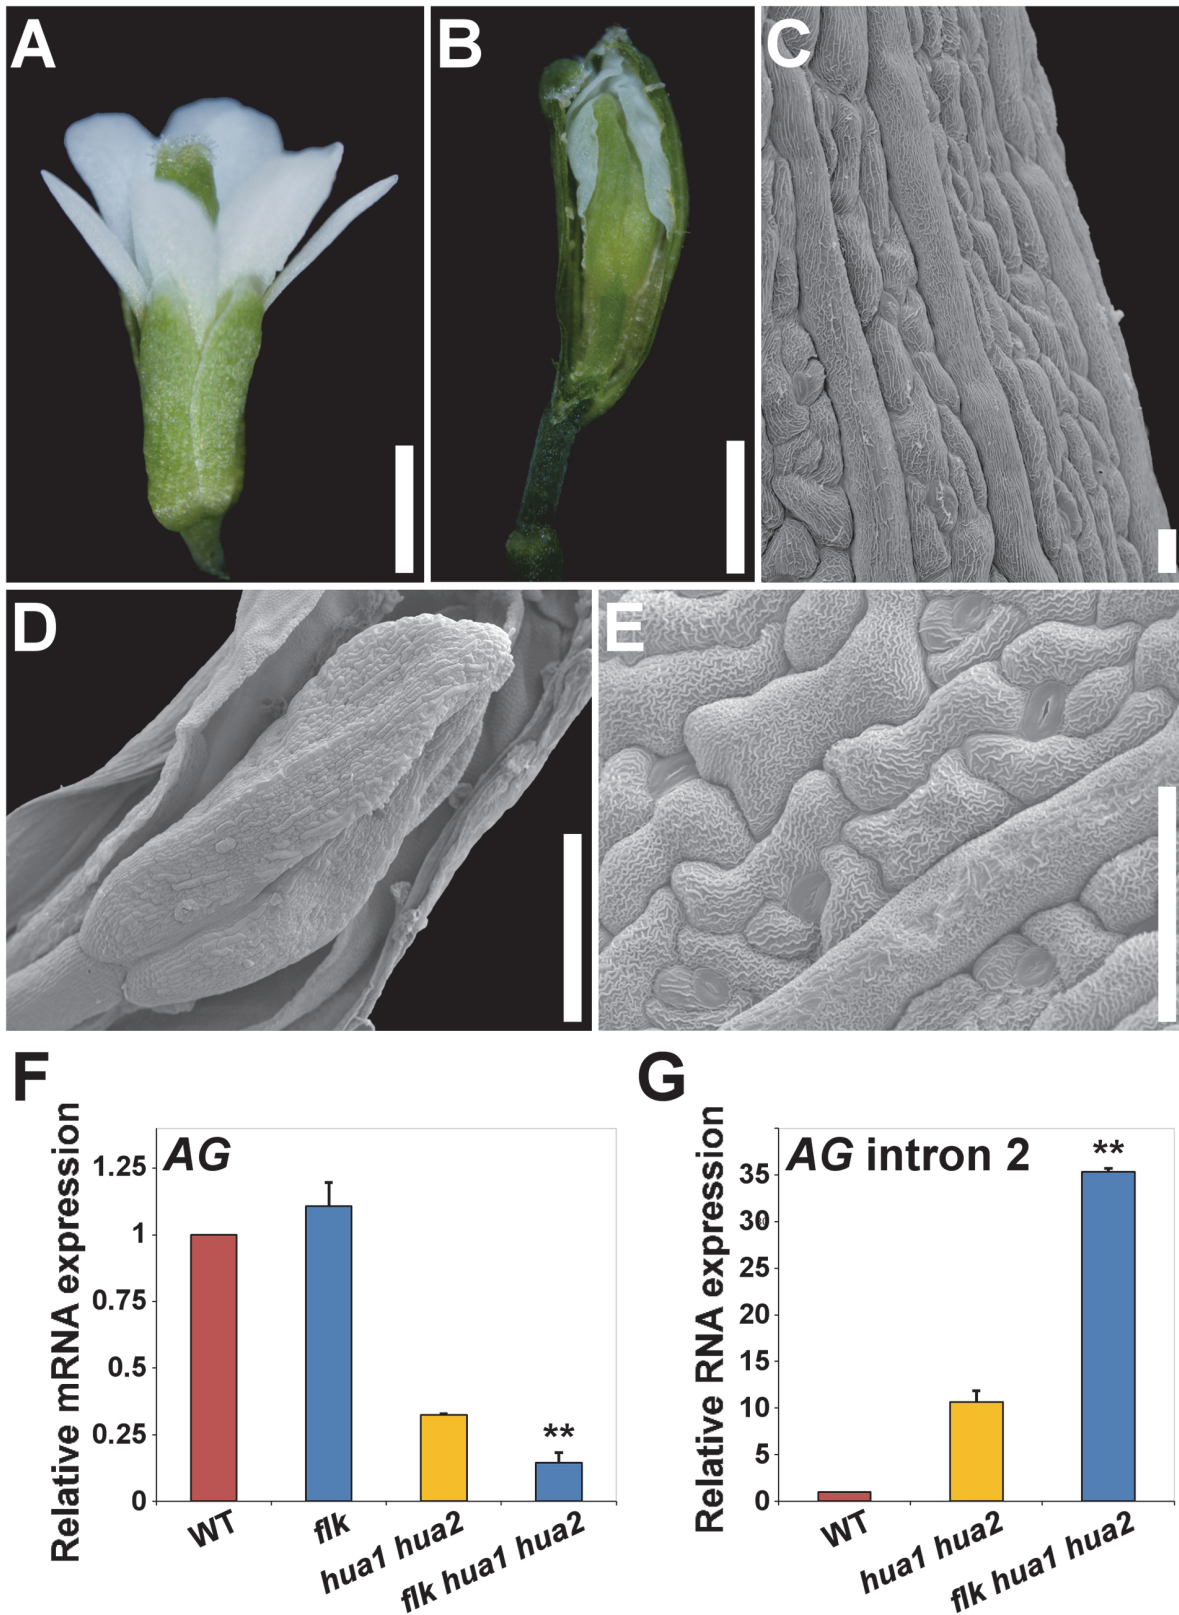 A
B
C
D
E
F
G
Relative mRNA expression
AG
1.25
1
0.75
0.5
0.25
0
**
WT
flk
hua1 hua2
flk hua1 hua2
Relative RNA expression
AG intron 2
35
30
25
20
15
10
5
0
**
WT
hua1 hua2
flk hua1 hua2